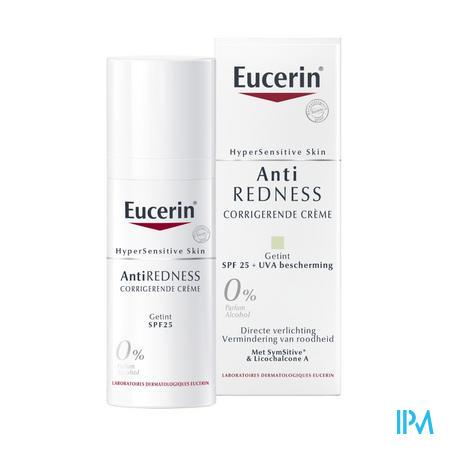 Eucerin®
HyperSensitive Skin
AntiREDNESS
CORRIGERENDE CRÈME
Getint
SPF25
0%
Parfum
Alcohol
LABORATOIRES DERMATOLOGIQUES EUCERIN
Eucerin®
HyperSensitive Skin
Anti
REDNESS
CORRIGERENDE CRÈME
Getint
SPF 25 + UVA bescherming
0%
Parfum
Alcohol
Directe verlichting
Vermindering van roodheid
Met SymSitive*
& Licochalcone A
LABORATOIRES DERMATOLOGIQUES EUCERIN
IPM